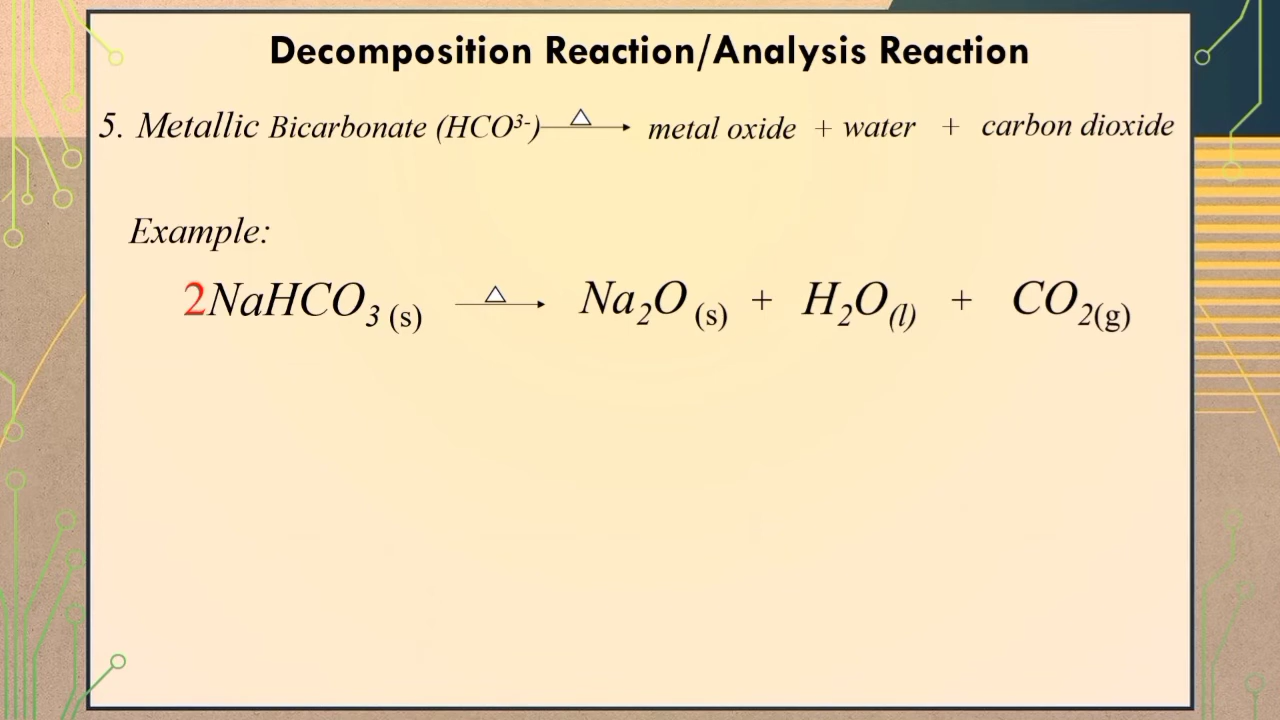 Decomposition Reaction/Analysis Reaction
5. Metallic Bicarbonate (HCO³⁻) —△→ metal oxide + water + carbon dioxide
Example:
2NaHCO₃ (s) —△→ Na₂O (s) + H₂O(l) + CO₂(g)